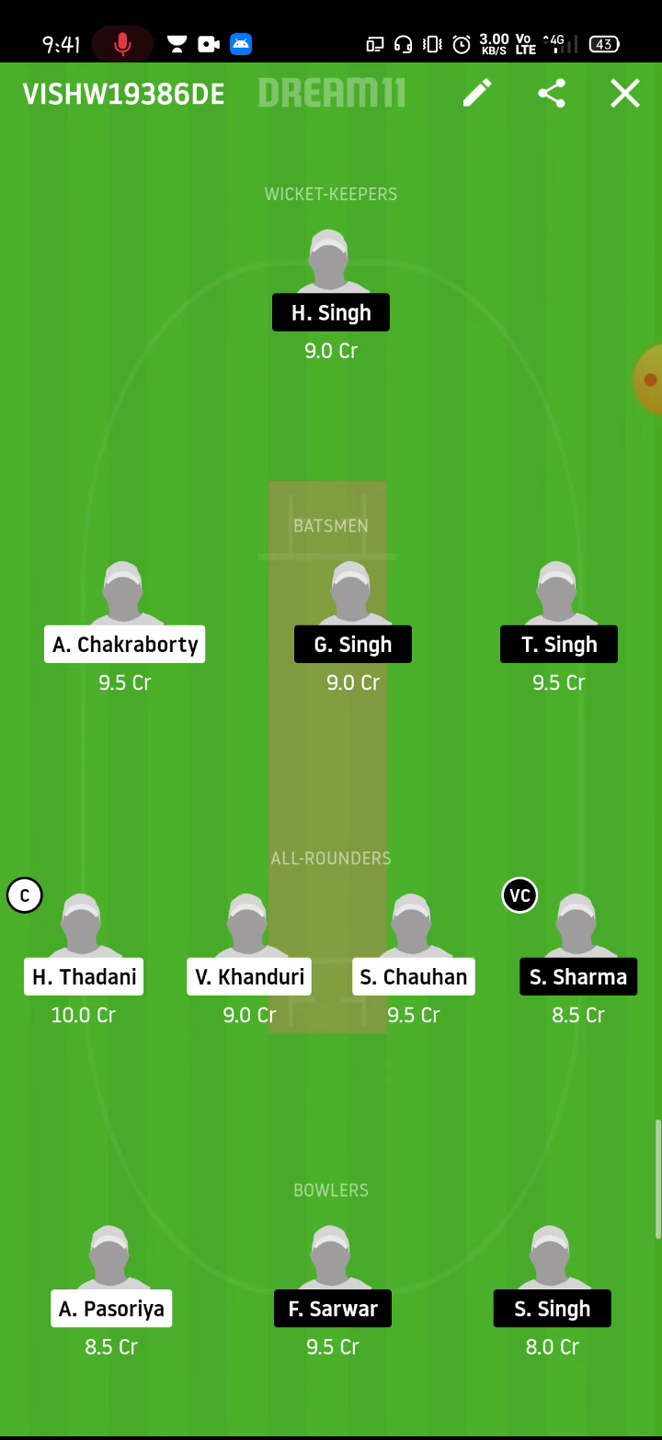 9:41 3.00 KB/S Vo LTE 4G 43
VISHW19386DE DREAM11
WICKET-KEEPERS
H. Singh
9.0 Cr
BATSMEN
A. Chakraborty G. Singh T. Singh
9.5 Cr 9.0 Cr 9.5 Cr
ALL-ROUNDERS
C VC
H. Thadani V. Khanduri S. Chauhan S. Sharma
10.0 Cr 9.0 Cr 9.5 Cr 8.5 Cr
BOWLERS
A. Pasoriya F. Sarwar S. Singh
8.5 Cr 9.5 Cr 8.0 Cr